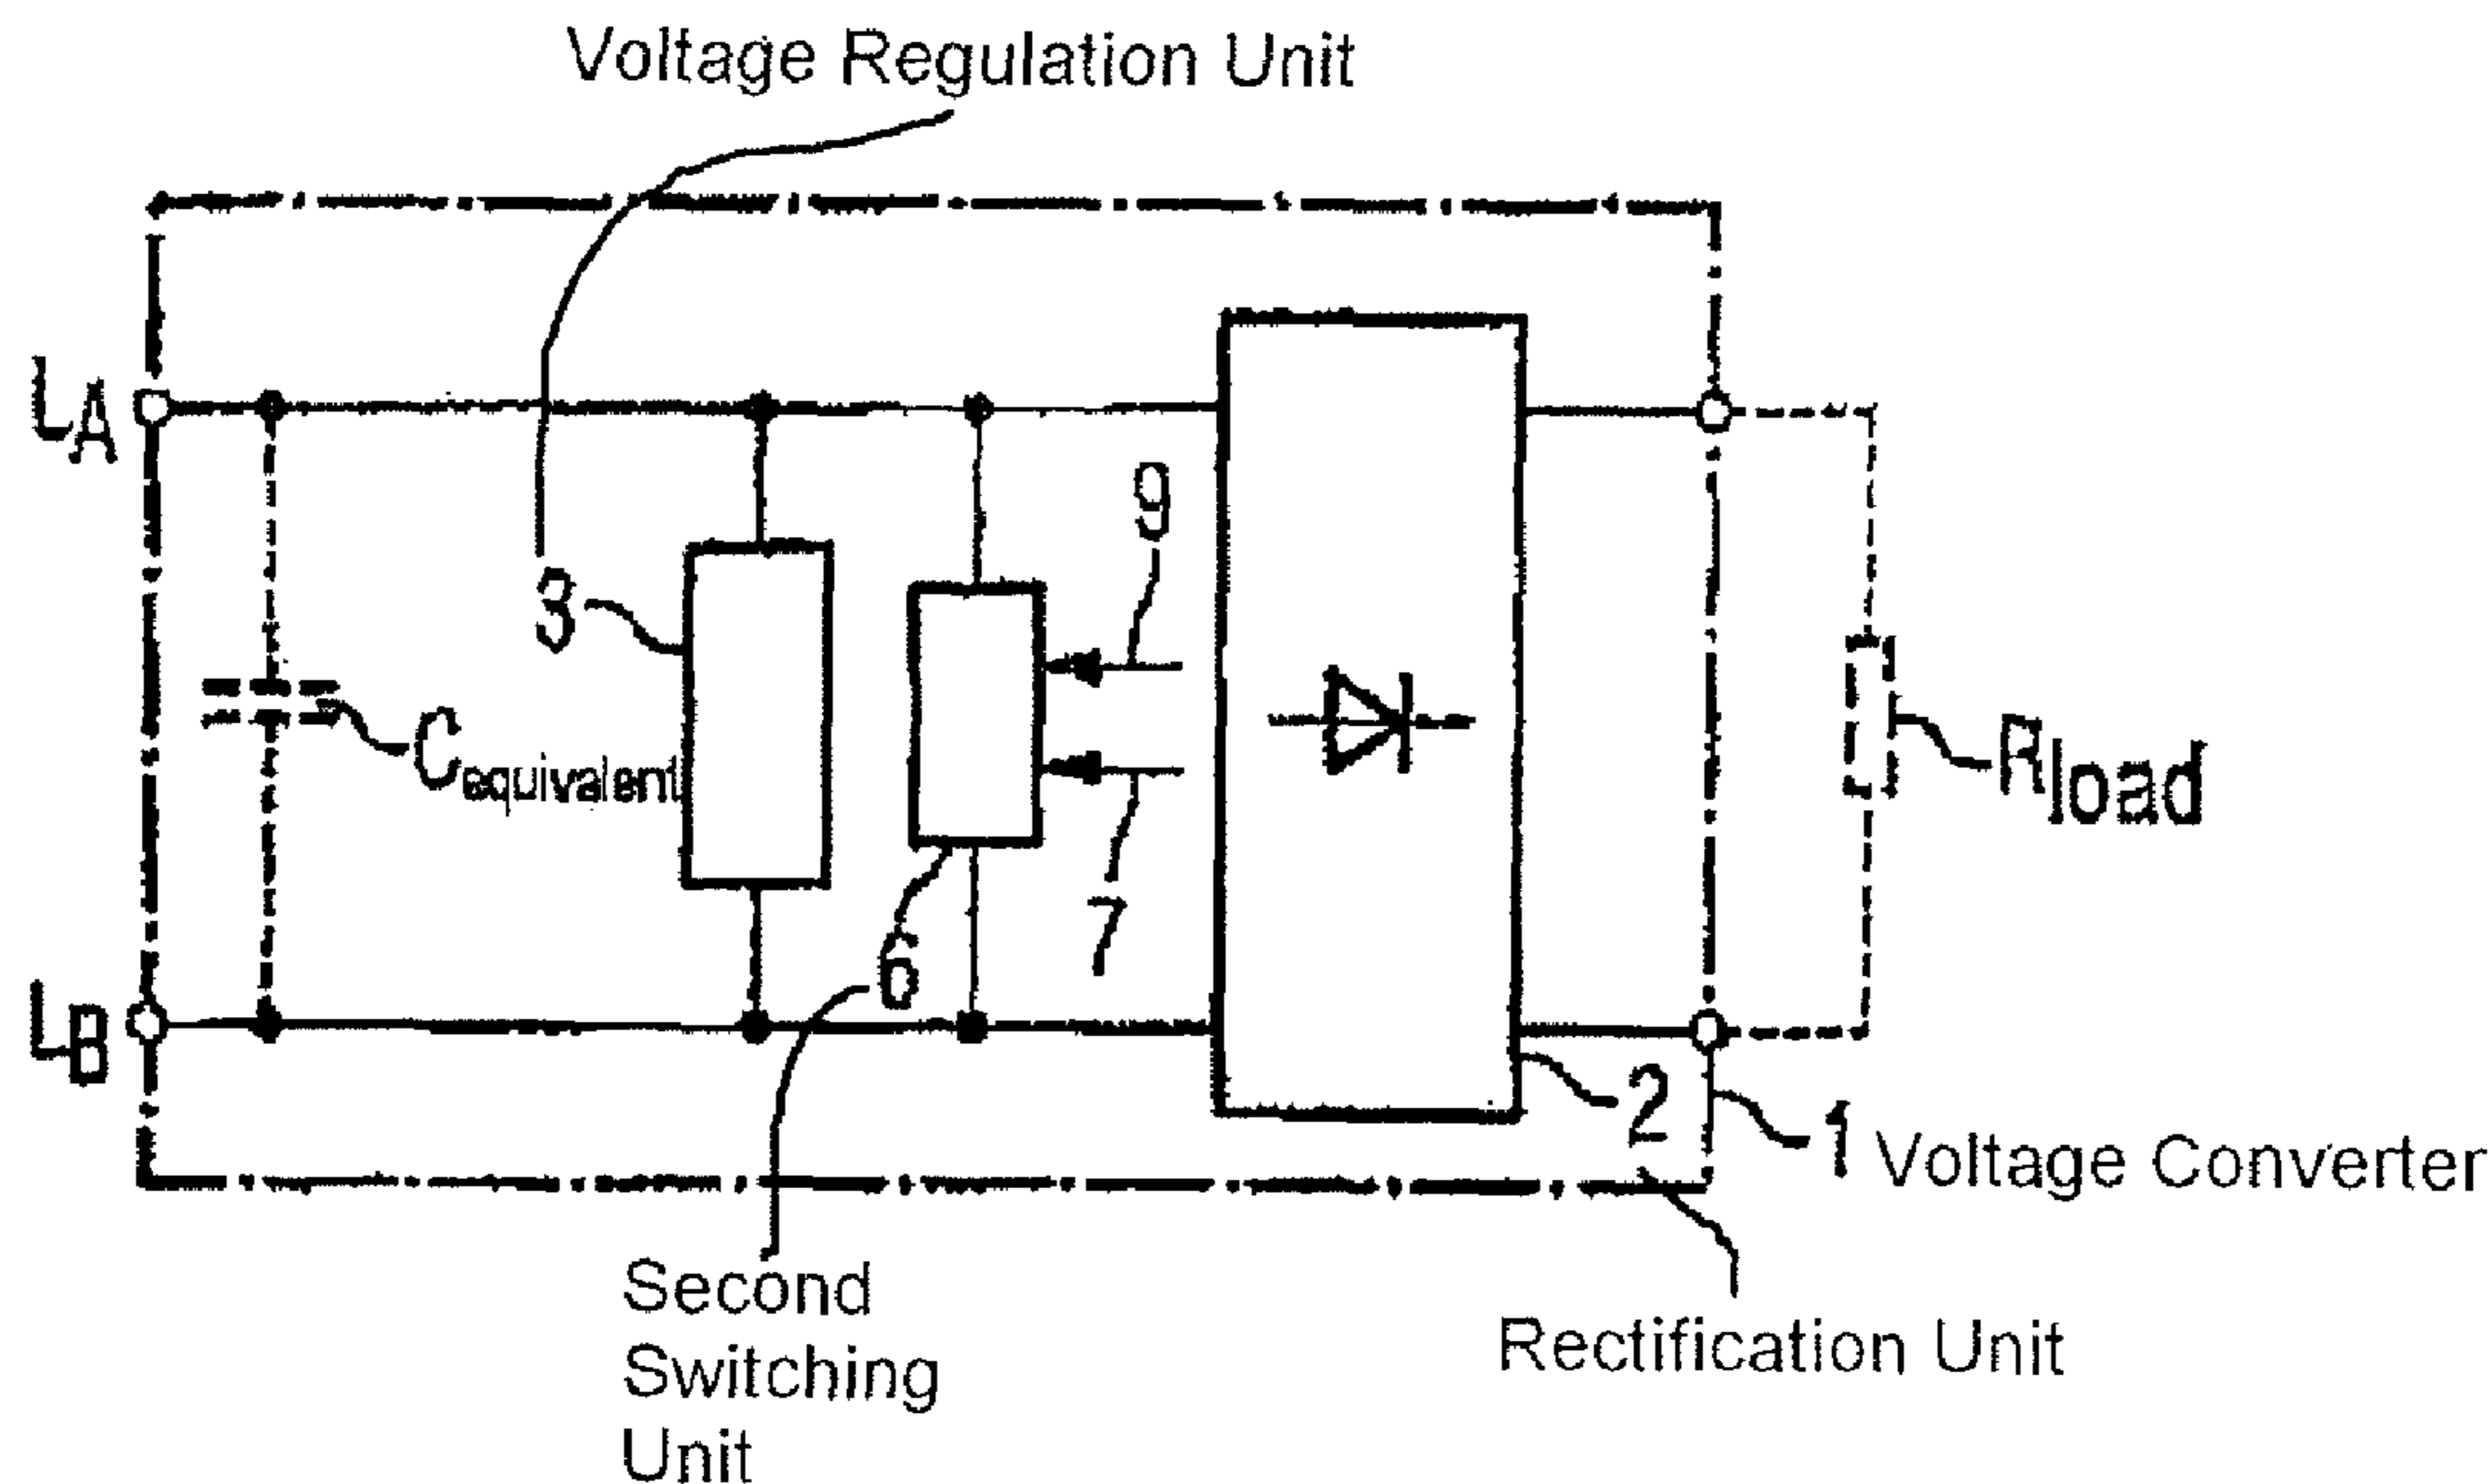 Voltage Regulation Unit
LA
9
3
Cequivalent
Rload
7
6
LB
2
1 Voltage Converter
Second
Switching
Unit
Rectification Unit